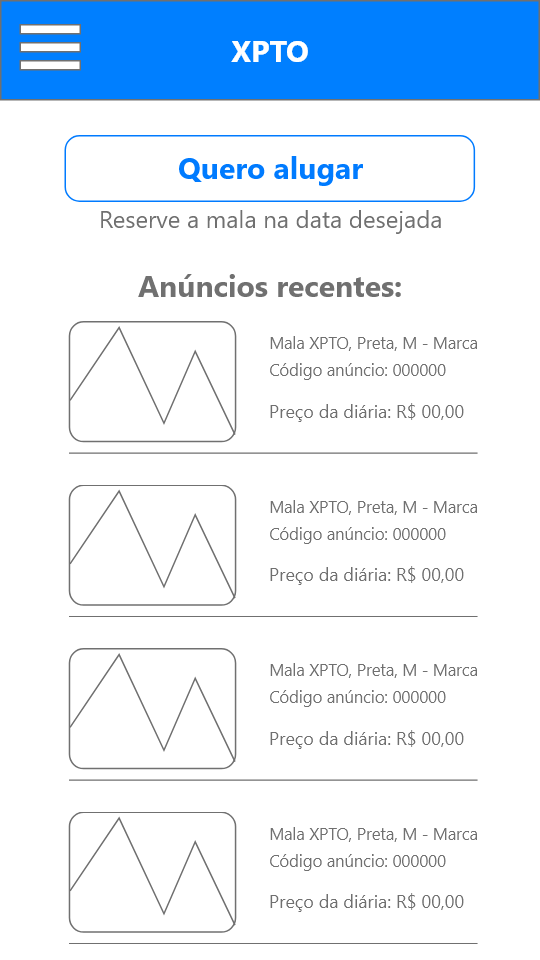 XPTO
Quero alugar
Reserve a mala na data desejada
Anúncios recentes:
Mala XPTO, Preta, M - Marca
Código anúncio: 000000
Preço da diária: R$ 00,00
Mala XPTO, Preta, M - Marca
Código anúncio: 000000
Preço da diária: R$ 00,00
Mala XPTO, Preta, M - Marca
Código anúncio: 000000
Preço da diária: R$ 00,00
Mala XPTO, Preta, M - Marca
Código anúncio: 000000
Preço da diária: R$ 00,00